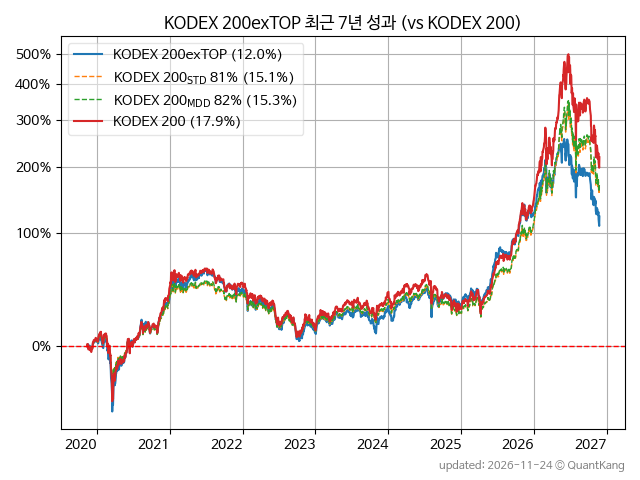 KODEX 200exTOP 최근 7년 성과 (vs KODEX 200)
KODEX 200exTOP (12.0%)
KODEX 200STD 81% (15.1%)
KODEX 200MDD 82% (15.3%)
KODEX 200 (17.9%)
500%
400%
300%
200%
100%
0%
2020 2021 2022 2023 2024 2025 2026 2027
updated: 2026-11-24 © QuantKang